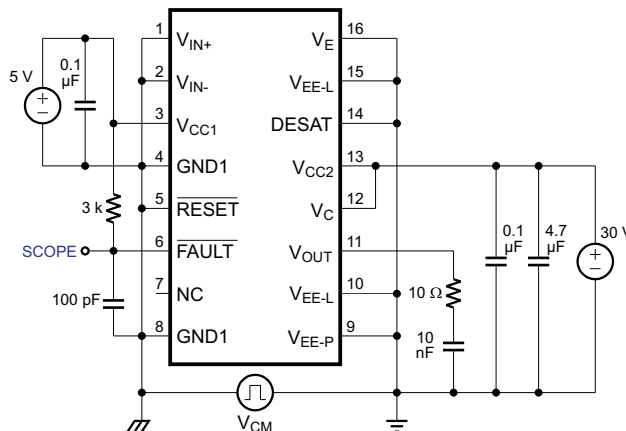 1 V_IN+ V_E 16
2 V_IN- V_EE-L 15
5 V 0.1 µF
3 V_CC1 DESAT 14
4 GND1 V_CC2 13
3 k
5 RESET V_C 12
SCOPE
6 FAULT V_OUT 11
0.1 µF 4.7 µF 30 V
100 pF
7 NC V_EE-L 10
10 Ω
8 GND1 V_EE-P 9
10 nF
V_CM